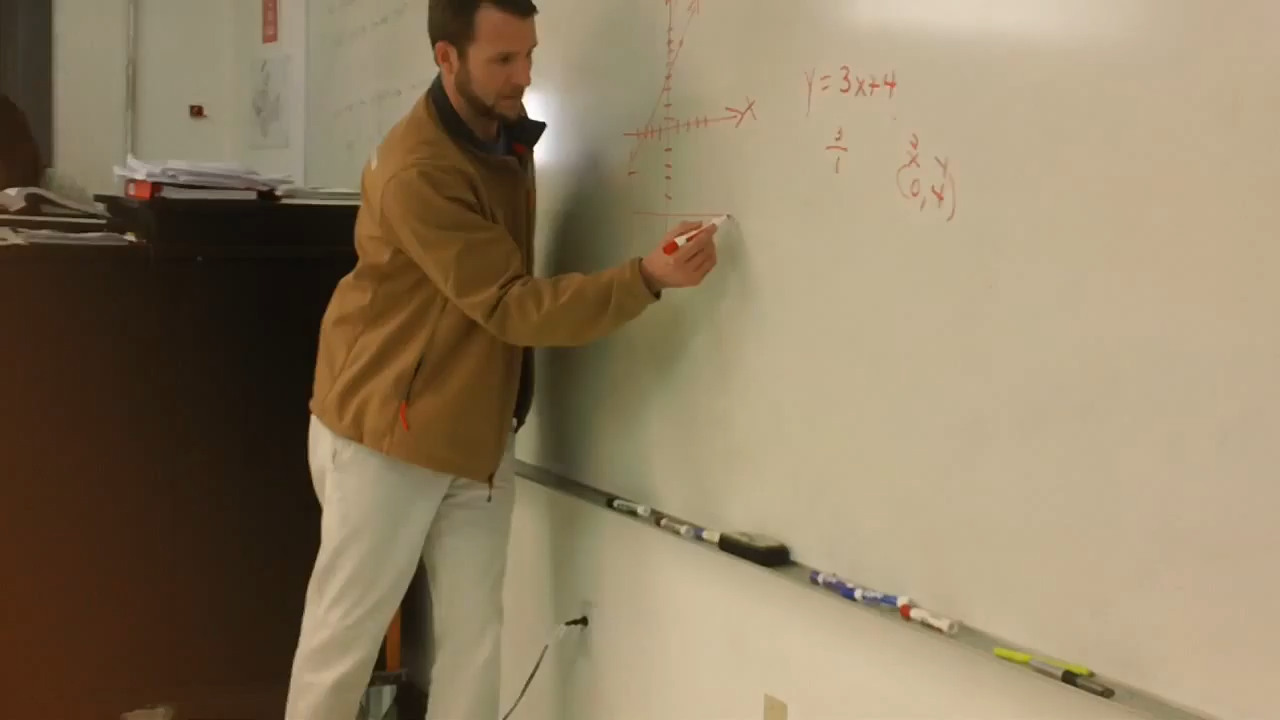 X
y=3x+4
3
1
x y
(0,4)